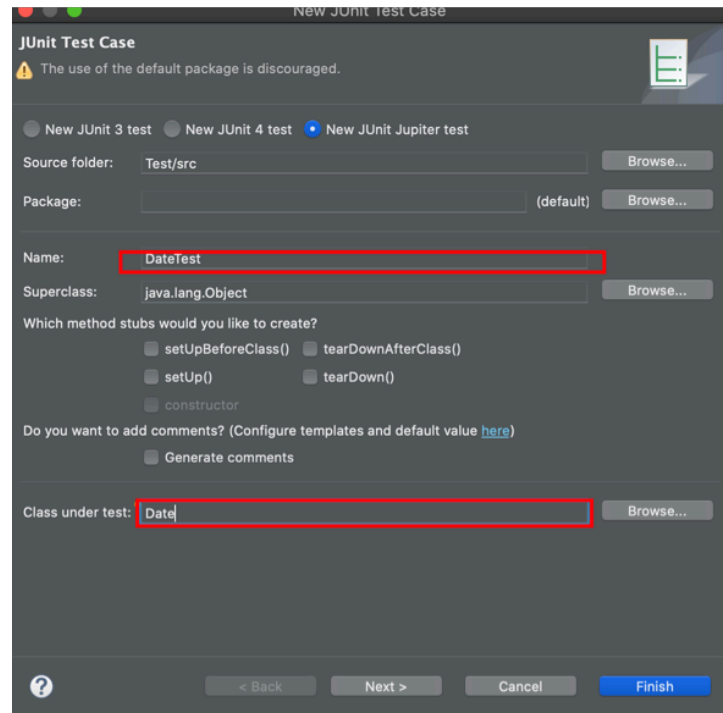 New JUnit Test Case
JUnit Test Case
The use of the default package is discouraged.
New JUnit 3 test New JUnit 4 test New JUnit Jupiter test
Source folder: Test/src Browse...
Package: (default) Browse...
Name: DateTest
Superclass: java.lang.Object Browse...
Which method stubs would you like to create?
setUpBeforeClass() tearDownAfterClass()
setUp() tearDown()
constructor
Do you want to add comments? (Configure templates and default value here)
Generate comments
Class under test: Date Browse...
? < Back Next > Cancel Finish